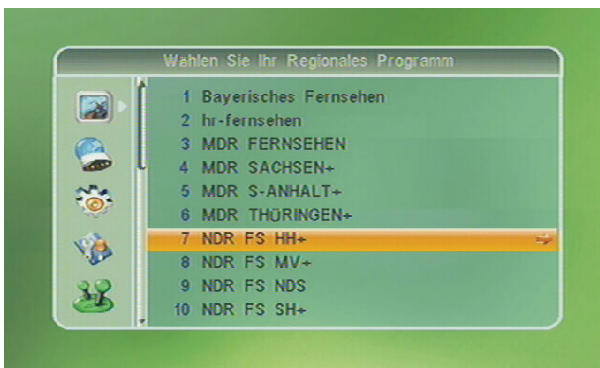 Wählen Sie Ihr Regionales Programm
1 Bayerisches Fernsehen
2 hr-fernsehen
3 MDR FERNSEHEN
4 MDR SACHSEN+
5 MDR S-ANHALT+
6 MDR THÜRINGEN+
7 NDR FS HH+
8 NDR FS MV+
9 NDR FS NDS
10 NDR FS SH+